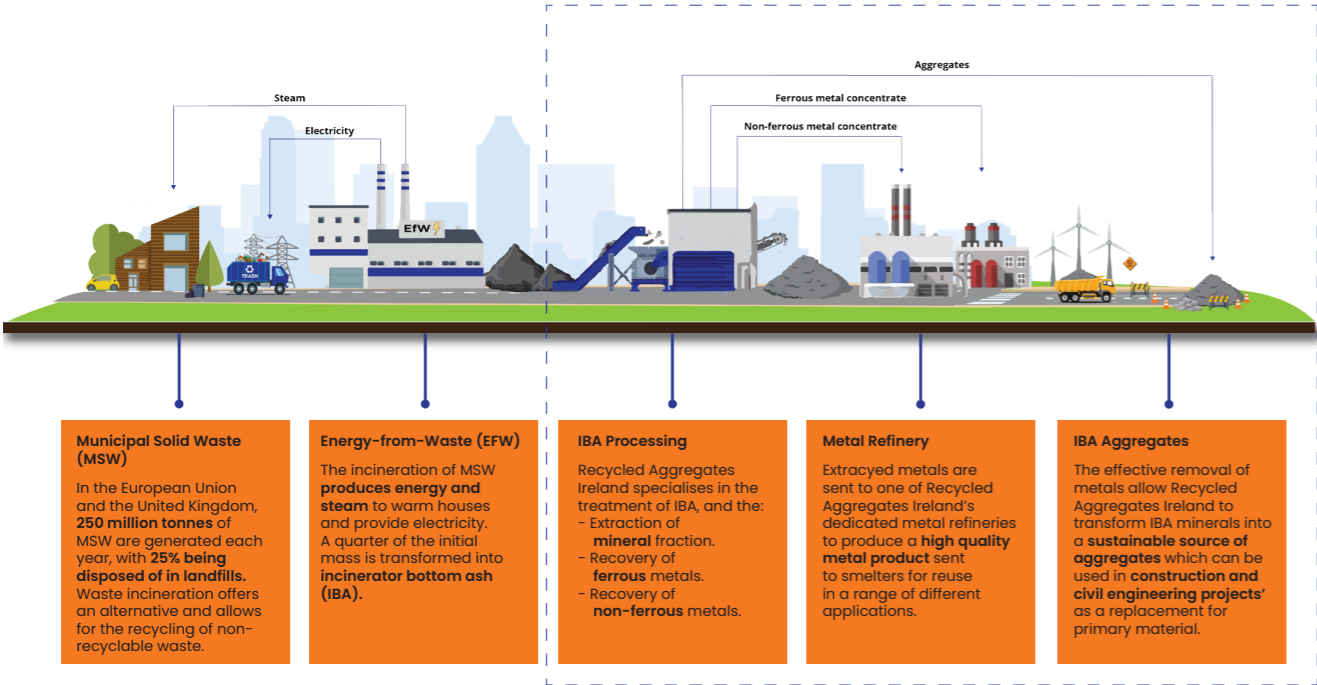 Aggregates
Steam
Ferrous metal concentrate
Electricity
Non-ferrous metal concentrate
EfW
TRASH
Municipal Solid Waste
(MSW)
In the European Union
and the United Kingdom,
250 million tonnes of
MSW are generated each
year, with 25% being
disposed of in landfills.
Waste incineration offers
an alternative and allows
for the recycling of non-
recyclable waste.
Energy-from-Waste (EFW)
The incineration of MSW
produces energy and
steam to warm houses
and provide electricity.
A quarter of the initial
mass is transformed into
incinerator bottom ash
(IBA).
IBA Processing
Recycled Aggregates
Ireland specialises in the
treatment of IBA, and the:
- Extraction of
mineral fraction.
- Recovery of
ferrous metals.
- Recovery of
non-ferrous metals.
Metal Refinery
Extracyed metals are
sent to one of Recycled
Aggregates Ireland's
dedicated metal refineries
to produce a high quality
metal product sent
to smelters for reuse
in a range of different
applications.
IBA Aggregates
The effective removal of
metals allow Recycled
Aggregates Ireland to
transform IBA minerals into
a sustainable source of
aggregates which can be
used in construction and
civil engineering projects'
as a replacement for
primary material.